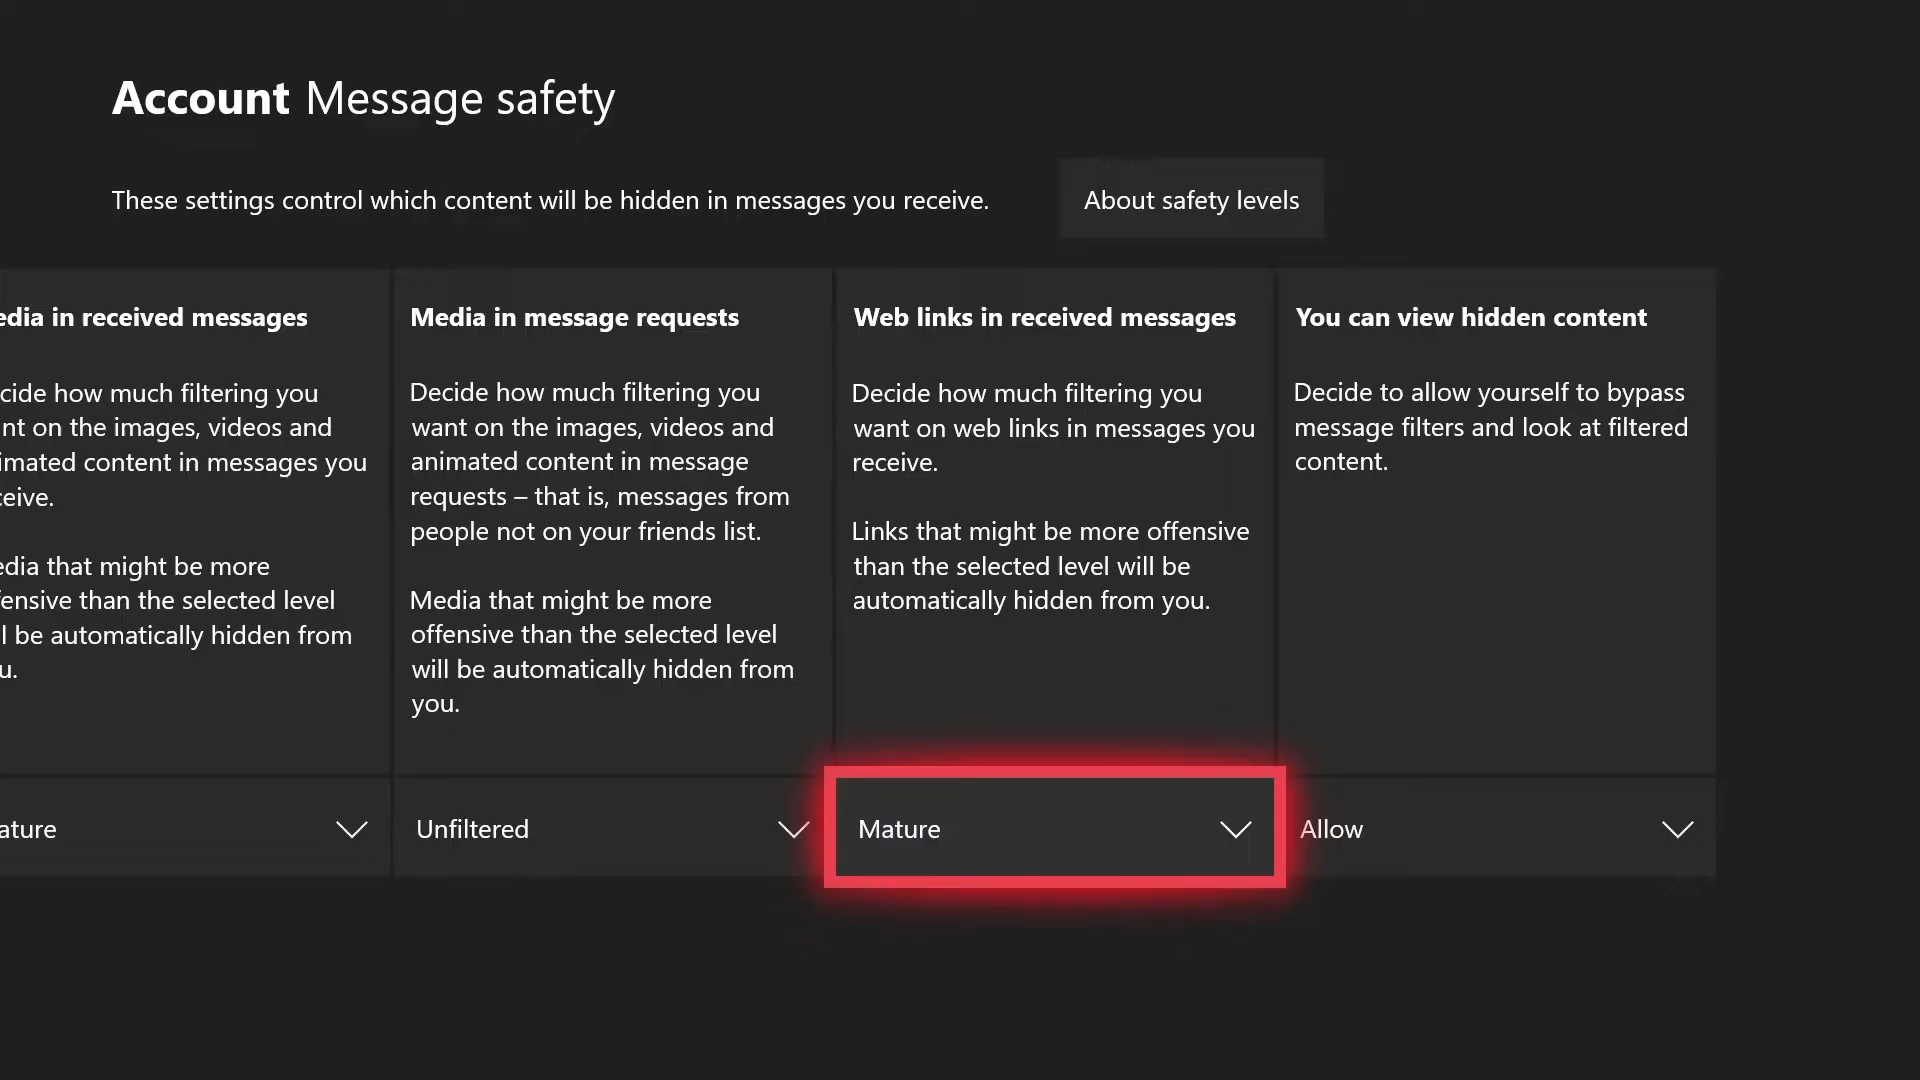 Account Message safety
These settings control which content will be hidden in messages you receive.
About safety levels
edia in received messages
cide how much filtering you
nt on the images, videos and
imated content in messages you
ceive.
edia that might be more
fensive than the selected level
l be automatically hidden from
u.
ature
Media in message requests
Decide how much filtering you
want on the images, videos and
animated content in message
requests – that is, messages from
people not on your friends list.
Media that might be more
offensive than the selected level
will be automatically hidden from
you.
Unfiltered
Web links in received messages
Decide how much filtering you
want on web links in messages you
receive.
Links that might be more offensive
than the selected level will be
automatically hidden from you.
Mature
You can view hidden content
Decide to allow yourself to bypass
message filters and look at filtered
content.
Allow